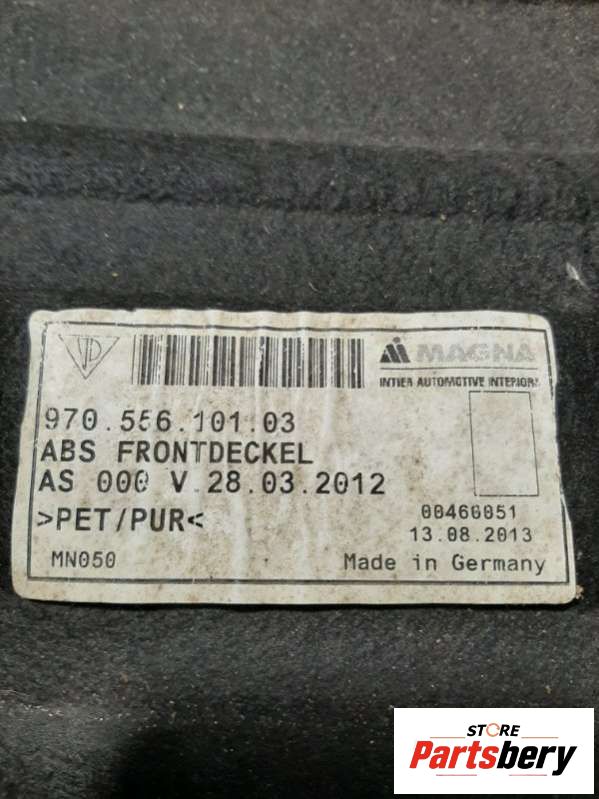 MAGNA
INTIER AUTOMOTIVE INTERIORS
970.556.101.03
ABS FRONTDECKEL
AS 000 V.28.03.2012
>PET/PUR<
00460051
13.08.2013
MN050
Made in Germany
STORE
Partsbery